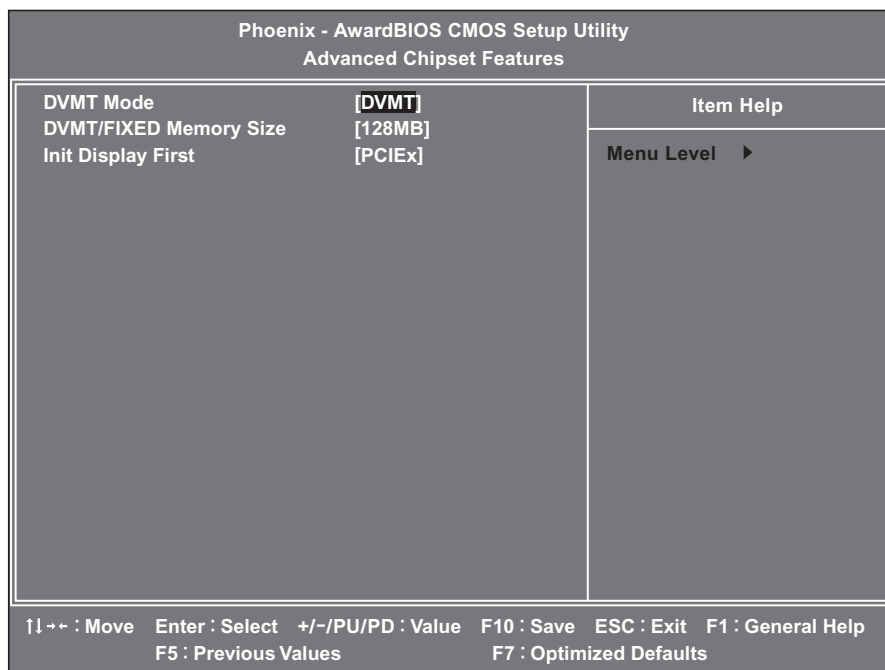 Phoenix - AwardBIOS CMOS Setup Utility
Advanced Chipset Features
DVMT Mode [DVMT]
DVMT/FIXED Memory Size [128MB]
Init Display First [PCIEx]
Item Help
Menu Level ▶
↑↓→← : Move Enter : Select +/-/PU/PD : Value F10 : Save ESC : Exit F1 : General Help
F5 : Previous Values F7 : Optimized Defaults